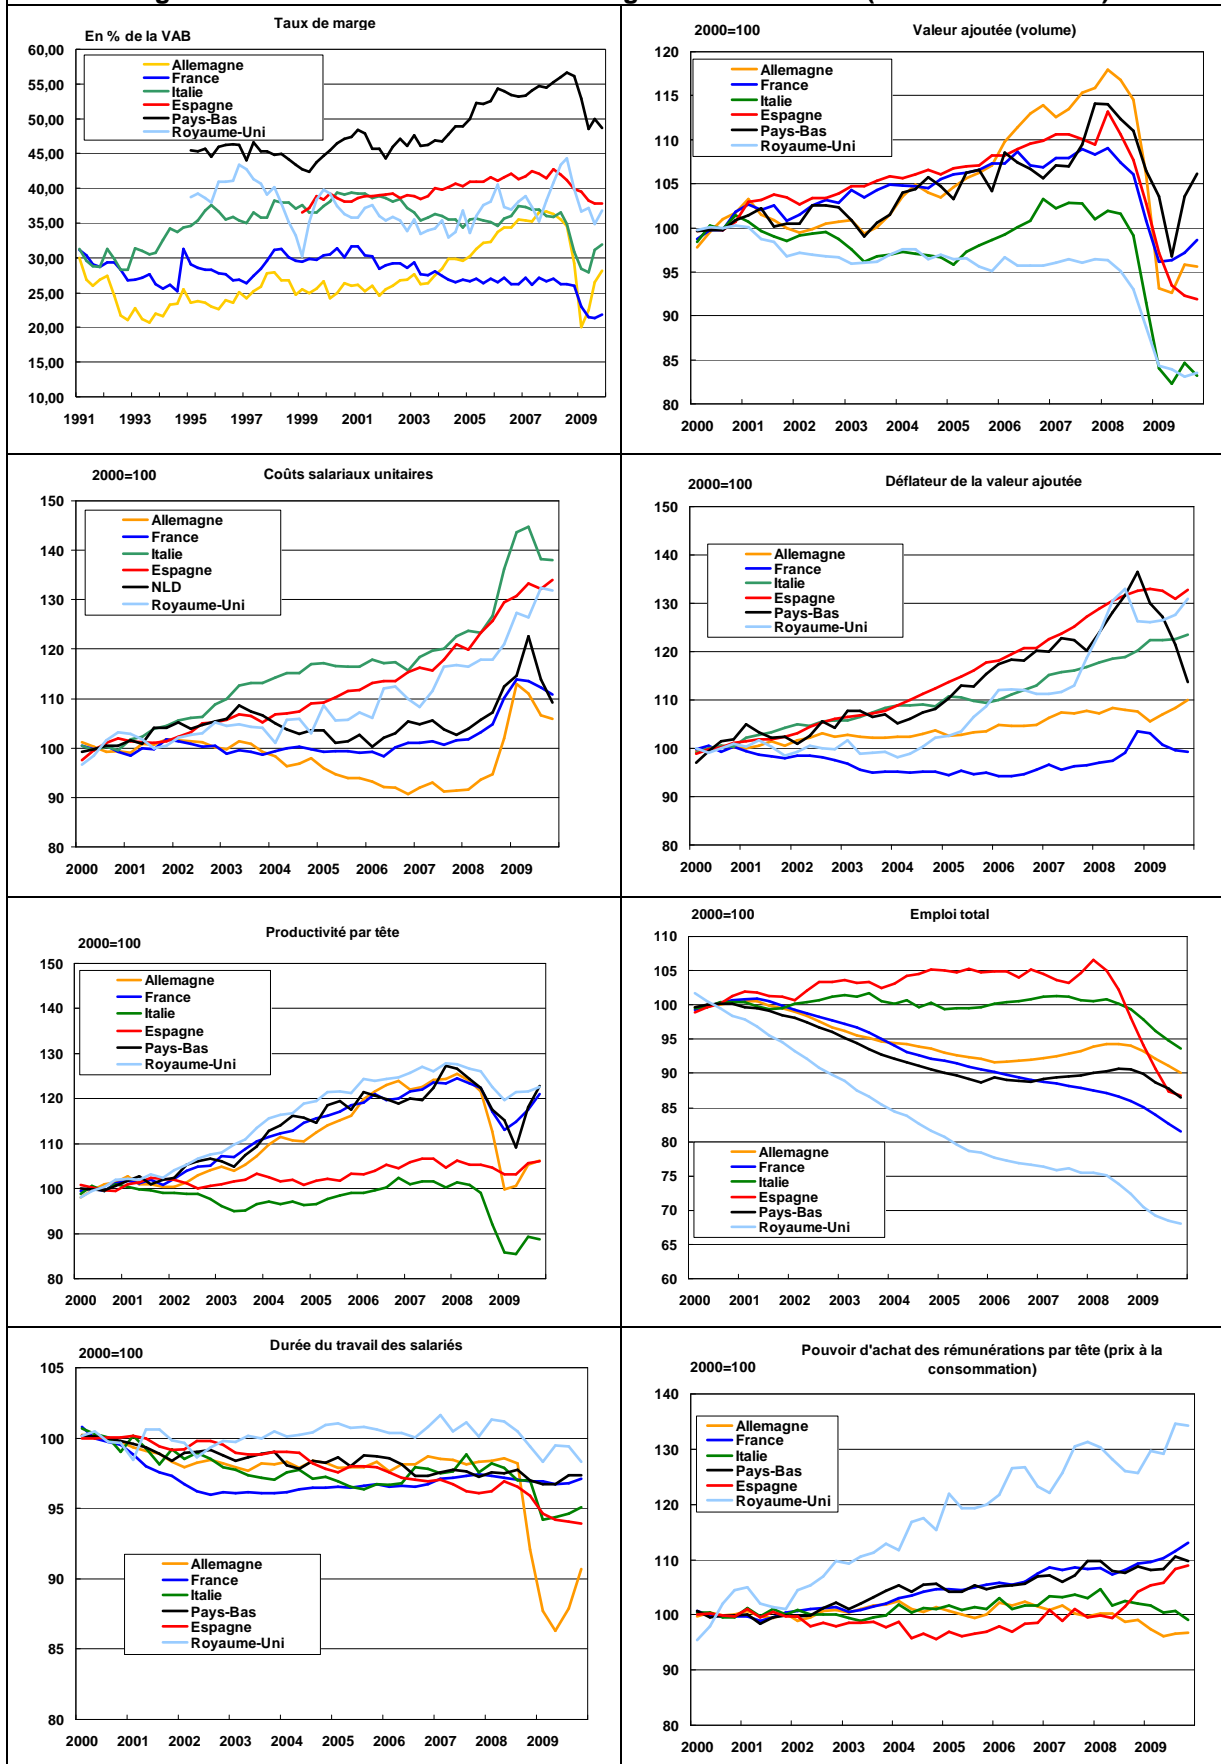 Taux de marge
En % de la VAB
60,00
55,00
50,00
45,00
40,00
35,00
30,00
25,00
20,00
15,00
10,00
Allemagne
France
Italie
Espagne
Pays-Bas
Royaume-Uni
1991 1993 1995 1997 1999 2001 2003 2005 2007 2009
2000=100
Valeur ajoutée (volume)
120
115
110
105
100
95
90
85
80
Allemagne
France
Italie
Espagne
Pays-Bas
Royaume-Uni
2000 2001 2002 2003 2004 2005 2006 2007 2008 2009
2000=100
Coûts salariaux unitaires
150
140
130
120
110
100
90
80
Allemagne
France
Italie
Espagne
NLD
Royaume-Uni
2000 2001 2002 2003 2004 2005 2006 2007 2008 2009
2000=100
Déflateur de la valeur ajoutée
150
140
130
120
110
100
90
80
Allemagne
France
Italie
Espagne
Pays-Bas
Royaume-Uni
2000 2001 2002 2003 2004 2005 2006 2007 2008 2009
Productivité par tête
2000=100
150
140
130
120
110
100
90
80
Allemagne
France
Italie
Espagne
Pays-Bas
Royaume-Uni
2000 2001 2002 2003 2004 2005 2006 2007 2008 2009
2000=100
Emploi total
110
105
100
95
90
85
80
75
70
65
60
Allemagne
France
Italie
Espagne
Pays-Bas
Royaume-Uni
2000 2001 2002 2003 2004 2005 2006 2007 2008 2009
Durée du travail des salariés
2000=100
105
100
95
90
85
80
Allemagne
France
Italie
Pays-Bas
Espagne
Royaume-Uni
2000 2001 2002 2003 2004 2005 2006 2007 2008 2009
Pouvoir d'achat des rémunérations par tête (prix à la
consommation)
2000=100
140
130
120
110
100
90
80
Allemagne
France
Italie
Pays-Bas
Espagne
Royaume-Uni
2000 2001 2002 2003 2004 2005 2006 2007 2008 2009